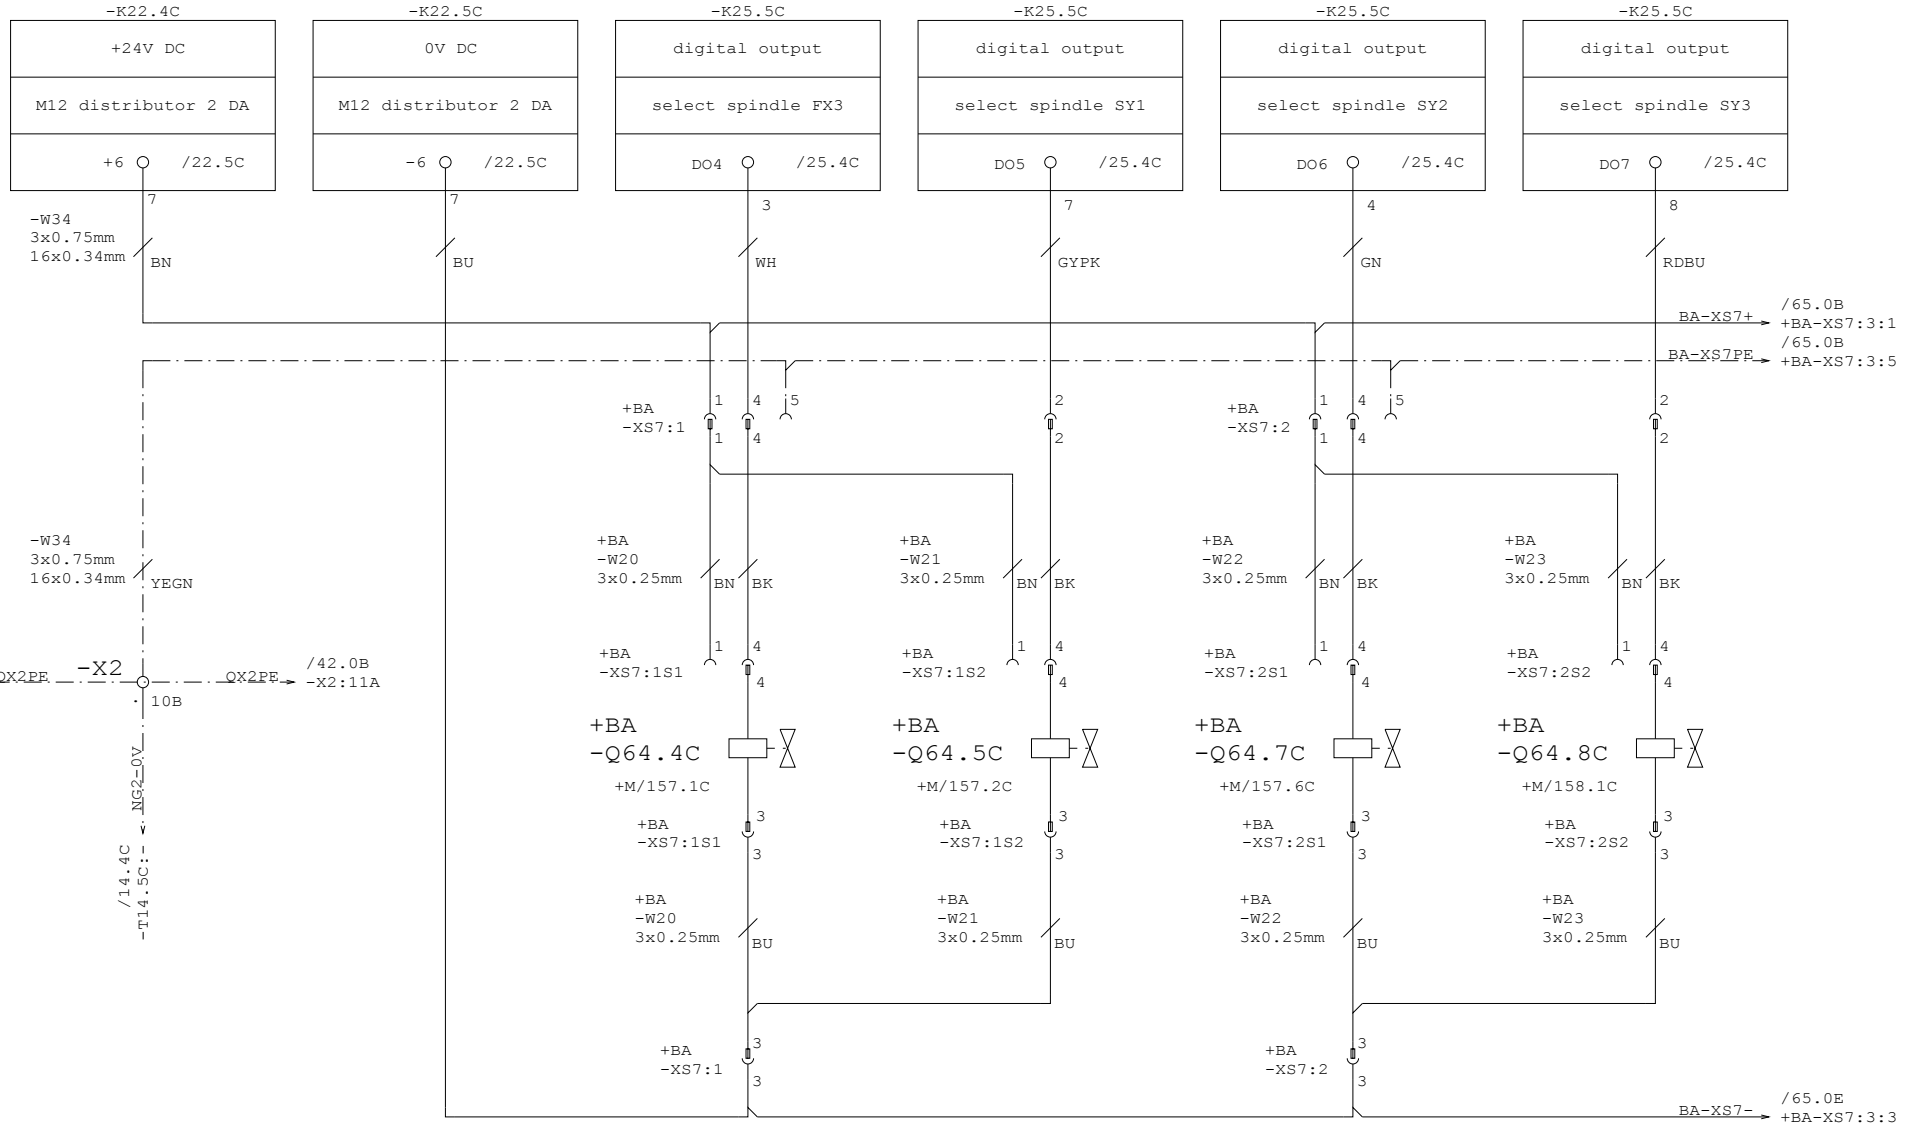 -K22.4C
-K22.5C
-K25.5C
-K25.5C
-K25.5C
-K25.5C
+24V DC
0V DC
digital output
digital output
digital output
digital output
M12 distributor 2 DA
M12 distributor 2 DA
select spindle FX3
select spindle SY1
select spindle SY2
select spindle SY3
+6 /22.5C
-6 /22.5C
DO4 /25.4C
DO5 /25.4C
DO6 /25.4C
DO7 /25.4C
7
7
3
7
4
8
-W34
3x0.75mm
16x0.34mm
BN
BU
WH
GYPK
GN
RDBU
BA-XS7+
/65.0B
+BA-XS7:3:1
BA-XS7PE
/65.0B
+BA-XS7:3:5
+BA
-XS7:1
1
4
5
1
4
2
2
+BA
-XS7:2
1
4
5
1
4
2
2
-W34
3x0.75mm
16x0.34mm
YEGN
+BA
-W20
3x0.25mm
BN
BK
+BA
-W21
3x0.25mm
BN
BK
+BA
-W22
3x0.25mm
BN
BK
+BA
-W23
3x0.25mm
BN
BK
QX2PE
-X2
10B
QX2PE
/42.0B
-X2:11A
+BA
-XS7:1S1
1
4
4
+BA
-XS7:1S2
1
4
4
+BA
-XS7:2S1
1
4
4
+BA
-XS7:2S2
1
4
4
NG2-0V
/14.4C
-T14.5C:-
+BA
-Q64.4C
+M/157.1C
+BA
-Q64.5C
+M/157.2C
+BA
-Q64.7C
+M/157.6C
+BA
-Q64.8C
+M/158.1C
+BA
-XS7:1S1
3
3
+BA
-XS7:1S2
3
3
+BA
-XS7:2S1
3
3
+BA
-XS7:2S2
3
3
+BA
-W20
3x0.25mm
BU
+BA
-W21
3x0.25mm
BU
+BA
-W22
3x0.25mm
BU
+BA
-W23
3x0.25mm
BU
+BA
-XS7:1
3
3
+BA
-XS7:2
3
3
BA-XS7-
/65.0E
+BA-XS7:3:3